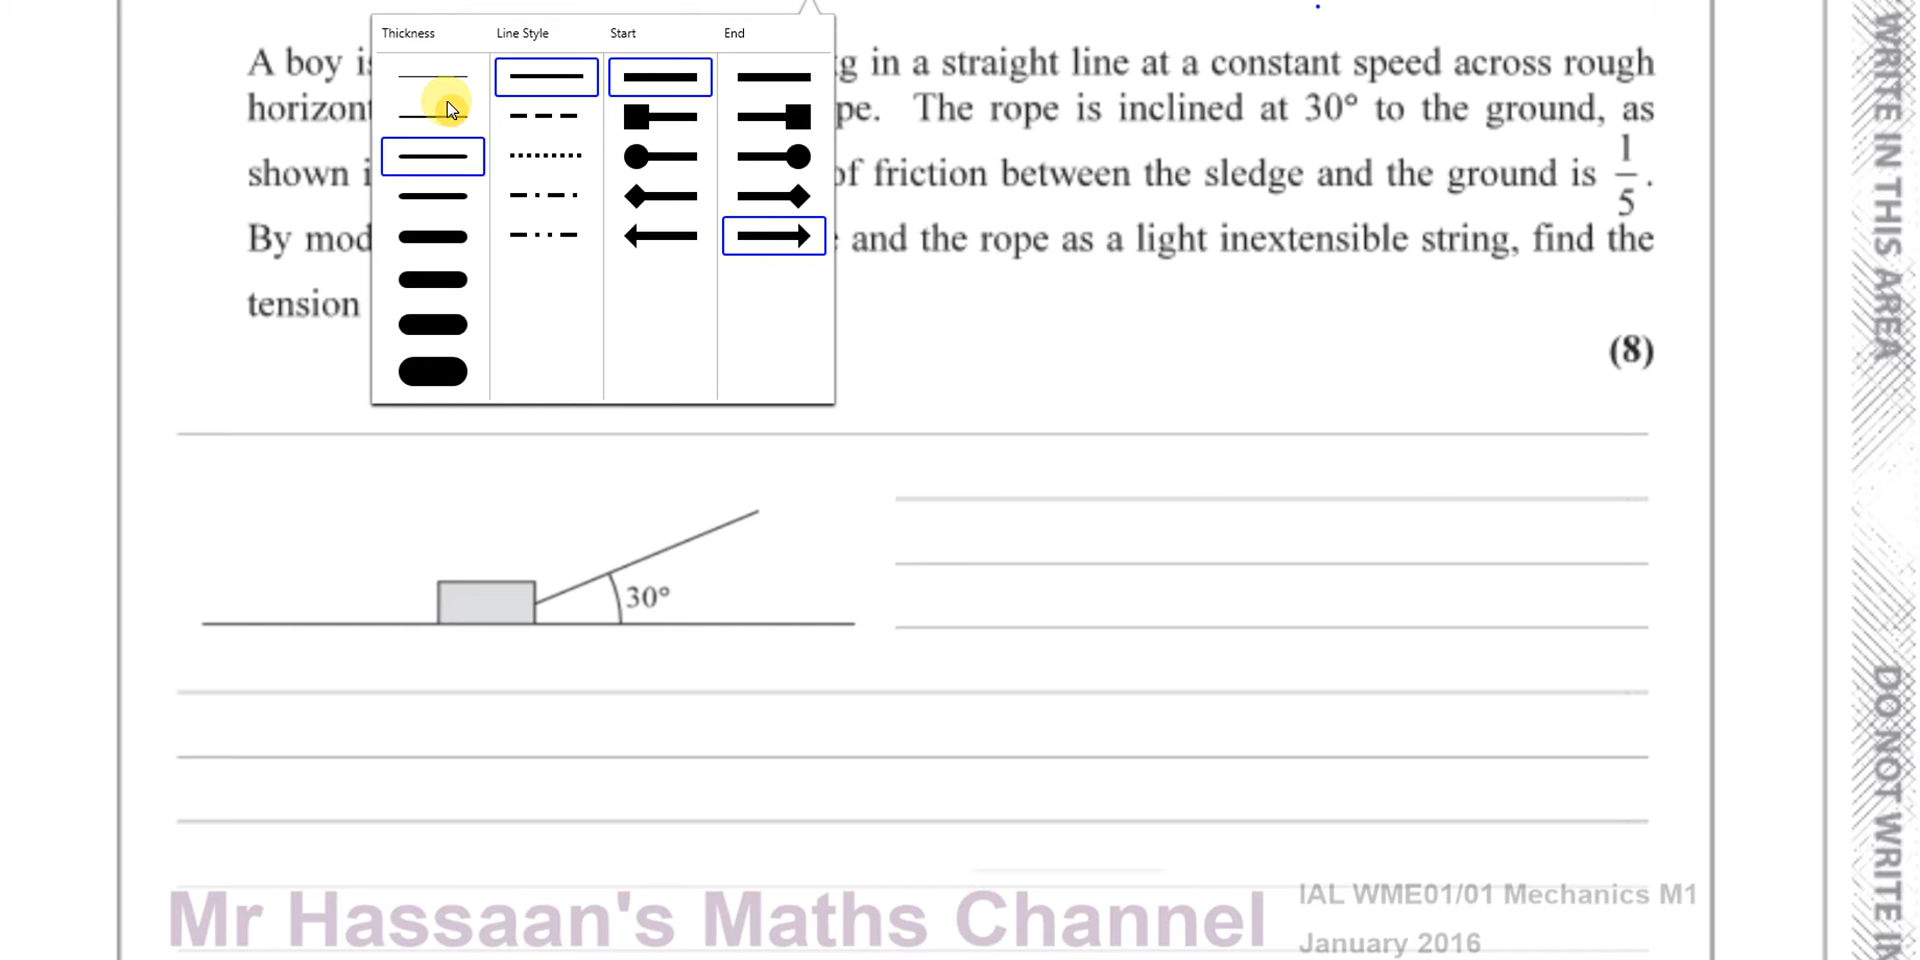 Thickness Line Style Start End
A boy is g in a straight line at a constant speed across rough
horizont pe. The rope is inclined at 30° to the ground, as
shown i of friction between the sledge and the ground is 1/5.
By mod and the rope as a light inextensible string, find the
tension
(8)
30°
Mr Hassaan's Maths Channel
IAL WME01/01 Mechanics M1
January 2016
WRITE IN THIS AREA
DO NOT WRITE IN